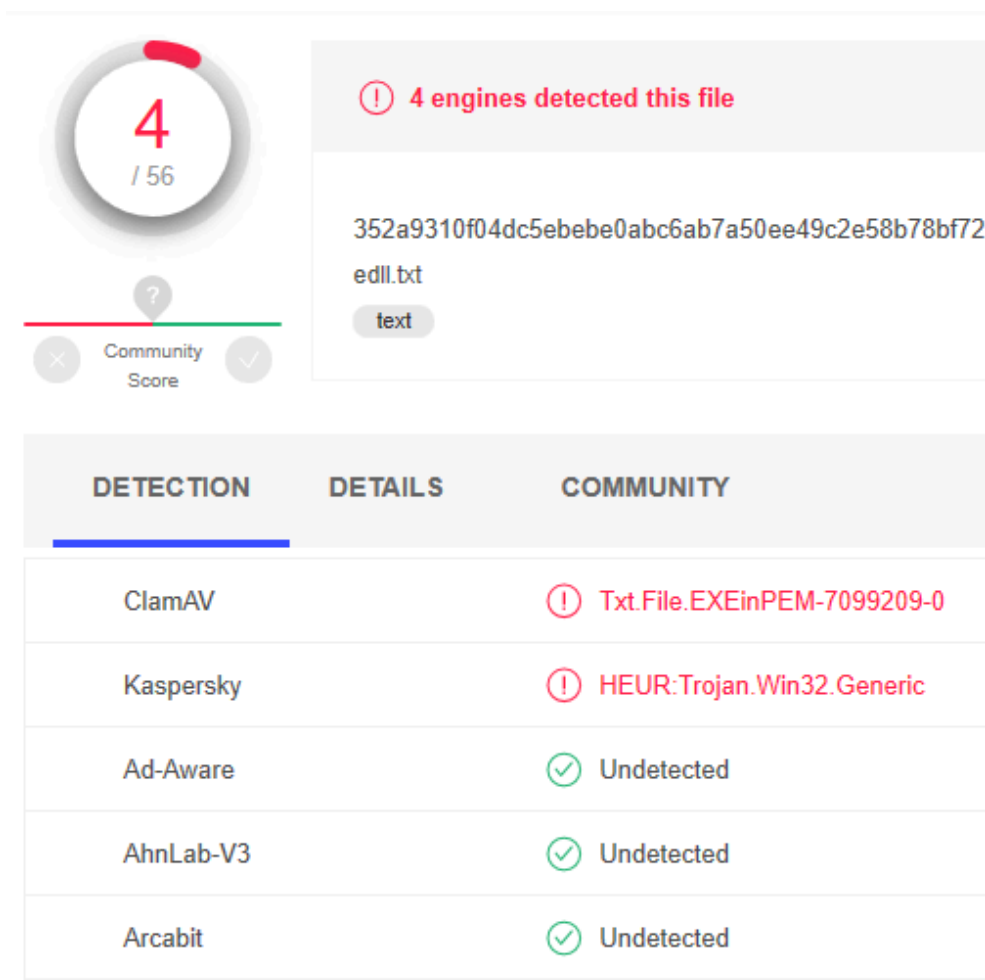 4
/ 56
4 engines detected this file
352a9310f04dc5ebebe0abc6ab7a50ee49c2e58b78bf72
edll.txt
text
?
Community
Score
DETECTION DETAILS COMMUNITY
ClamAV Txt.File.EXEinPEM-7099209-0
Kaspersky HEUR:Trojan.Win32.Generic
Ad-Aware Undetected
AhnLab-V3 Undetected
Arcabit Undetected